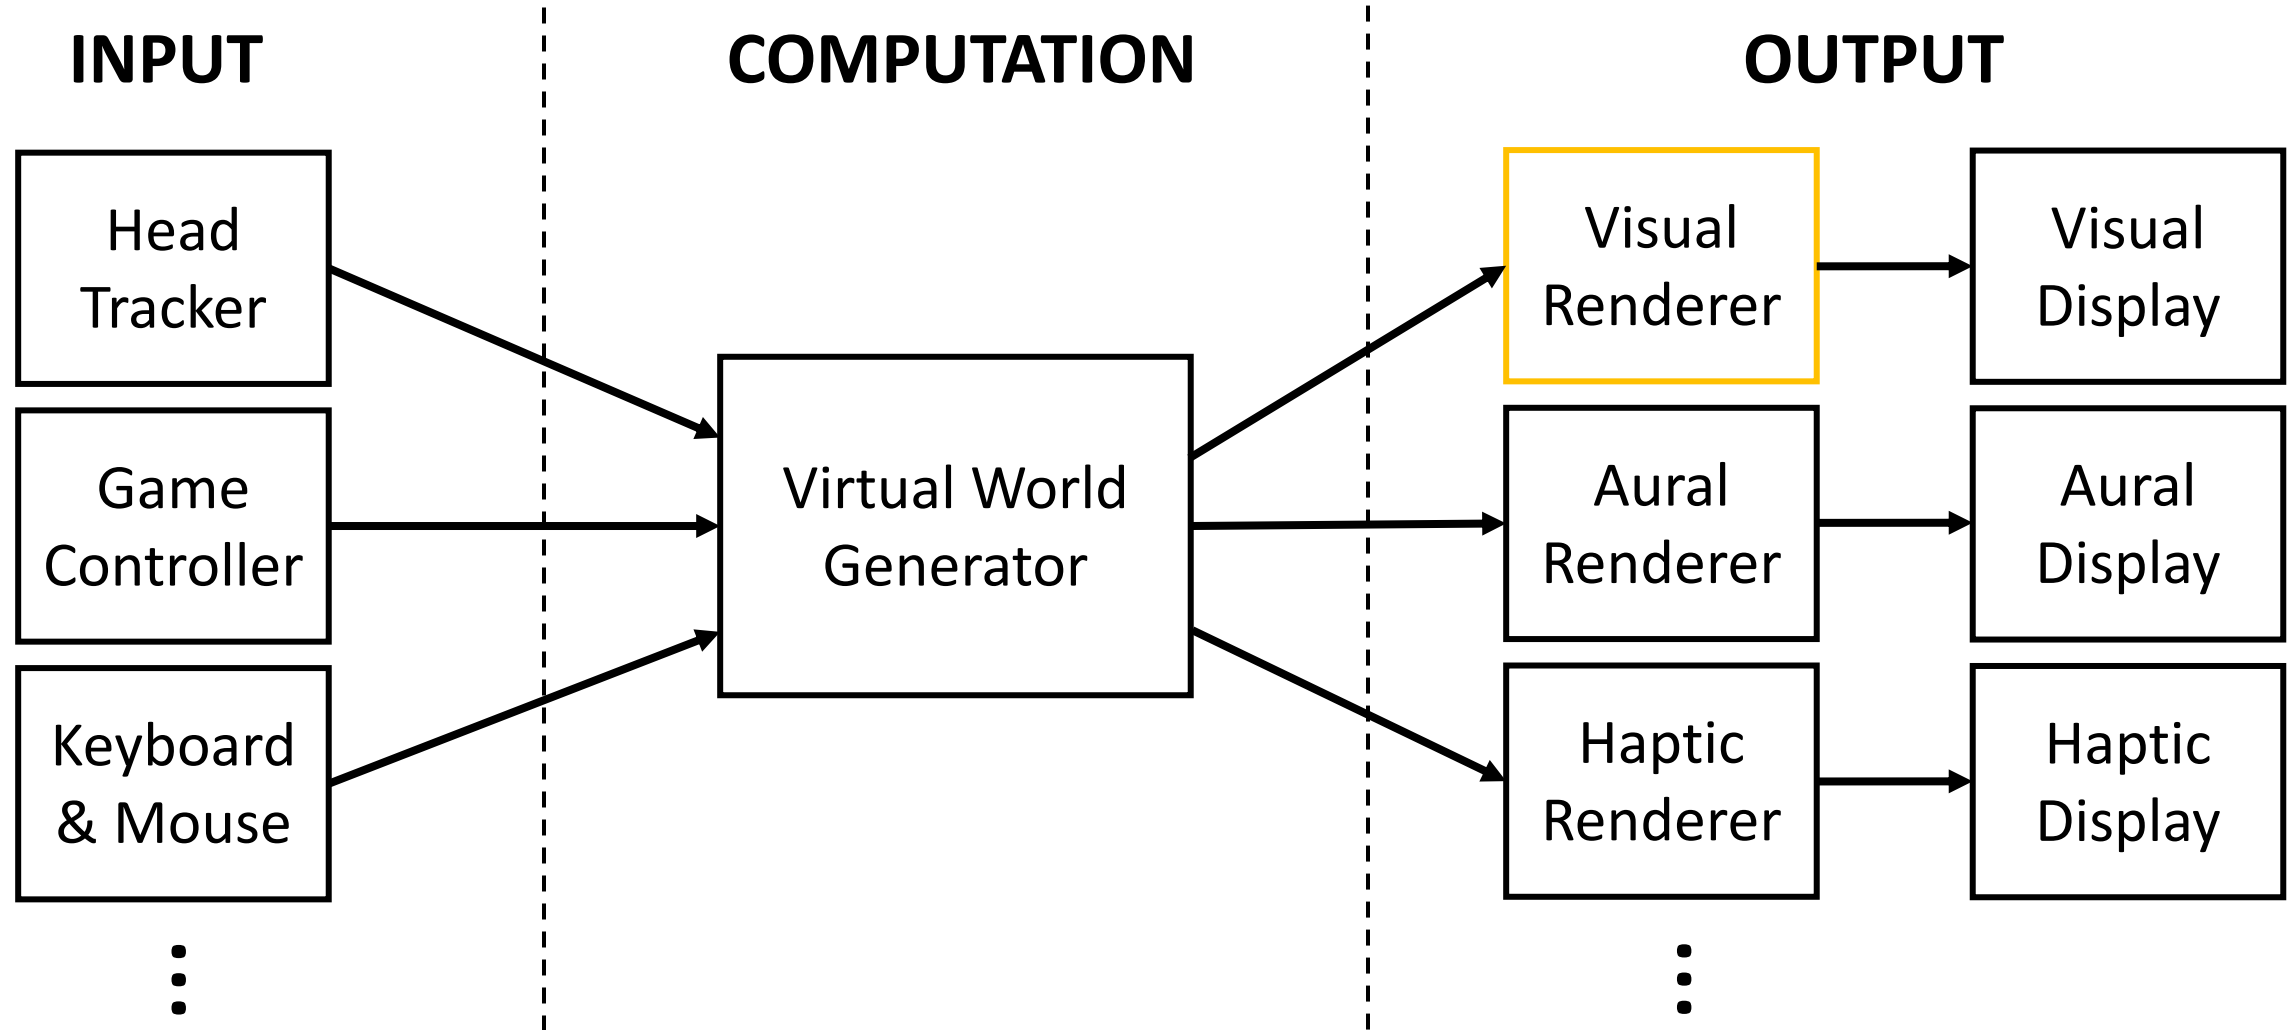 INPUT
COMPUTATION
OUTPUT
Head
Tracker
Game
Controller
Keyboard
& Mouse
Virtual World
Generator
Visual
Renderer
Visual
Display
Aural
Renderer
Aural
Display
Haptic
Renderer
Haptic
Display